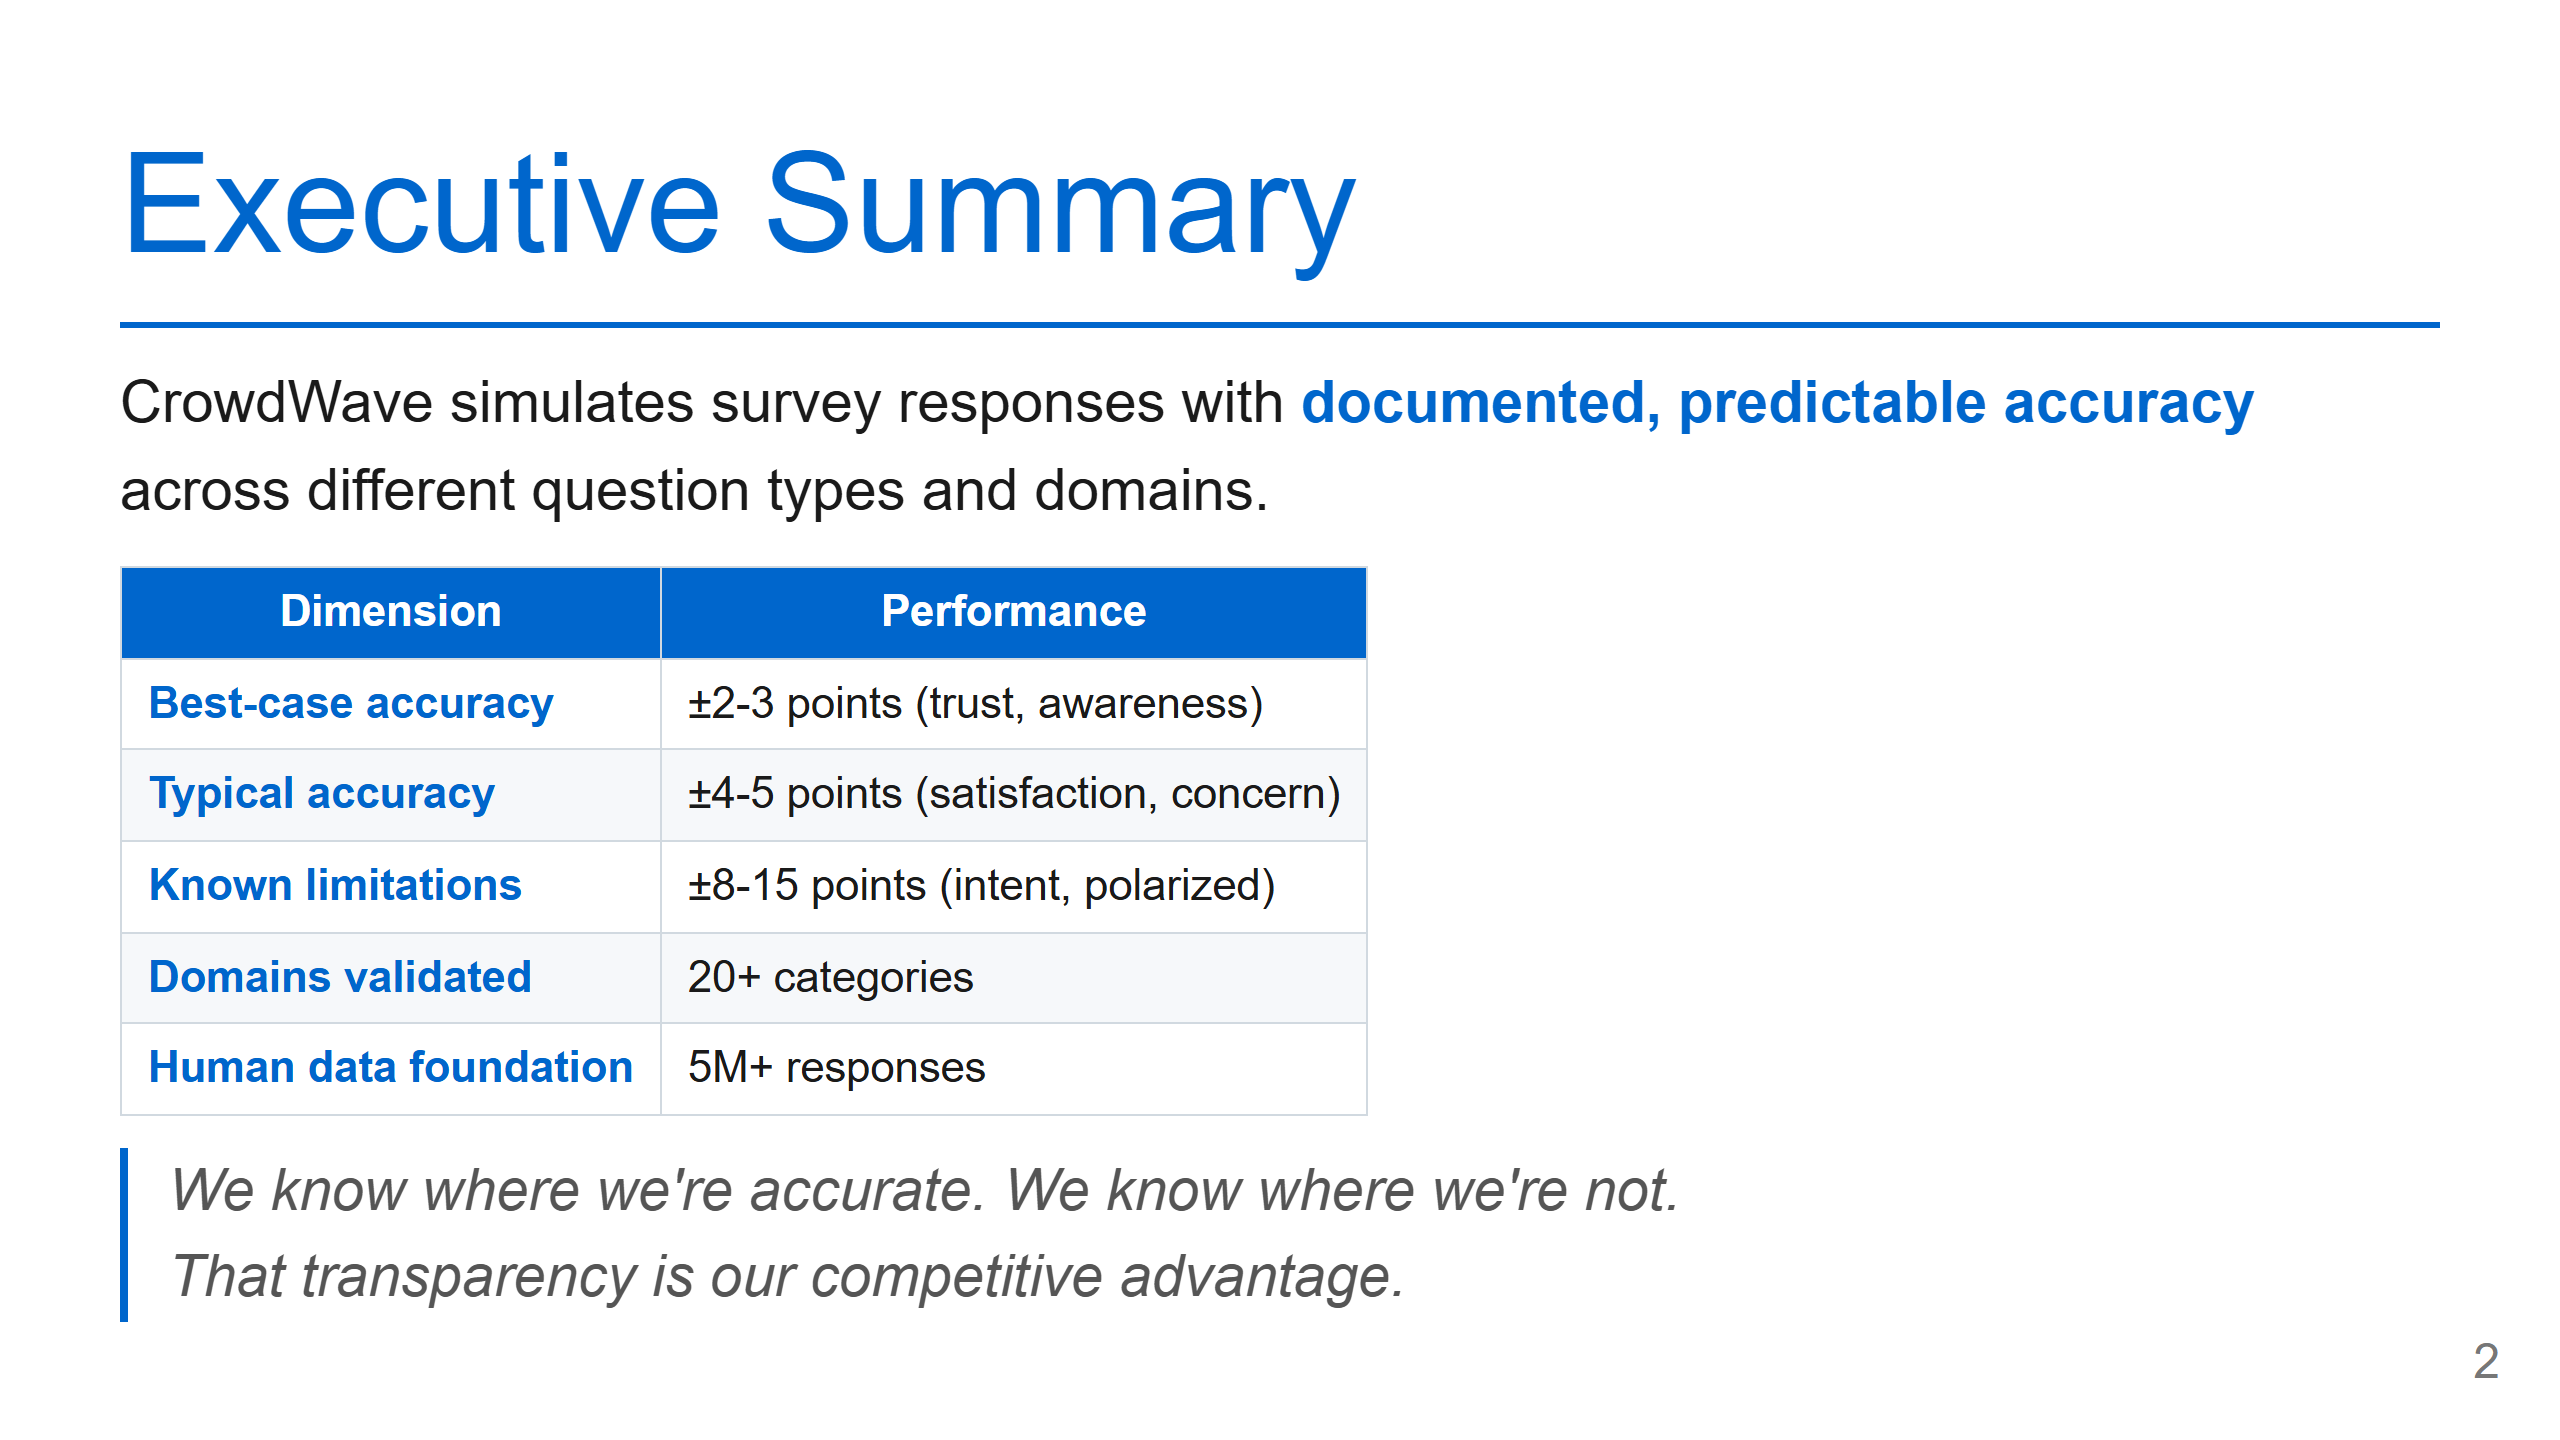 Executive Summary
CrowdWave simulates survey responses with documented, predictable accuracy
across different question types and domains.
Dimension Performance
Best-case accuracy ±2-3 points (trust, awareness)
Typical accuracy ±4-5 points (satisfaction, concern)
Known limitations ±8-15 points (intent, polarized)
Domains validated 20+ categories
Human data foundation 5M+ responses
We know where we're accurate. We know where we're not.
That transparency is our competitive advantage.
2